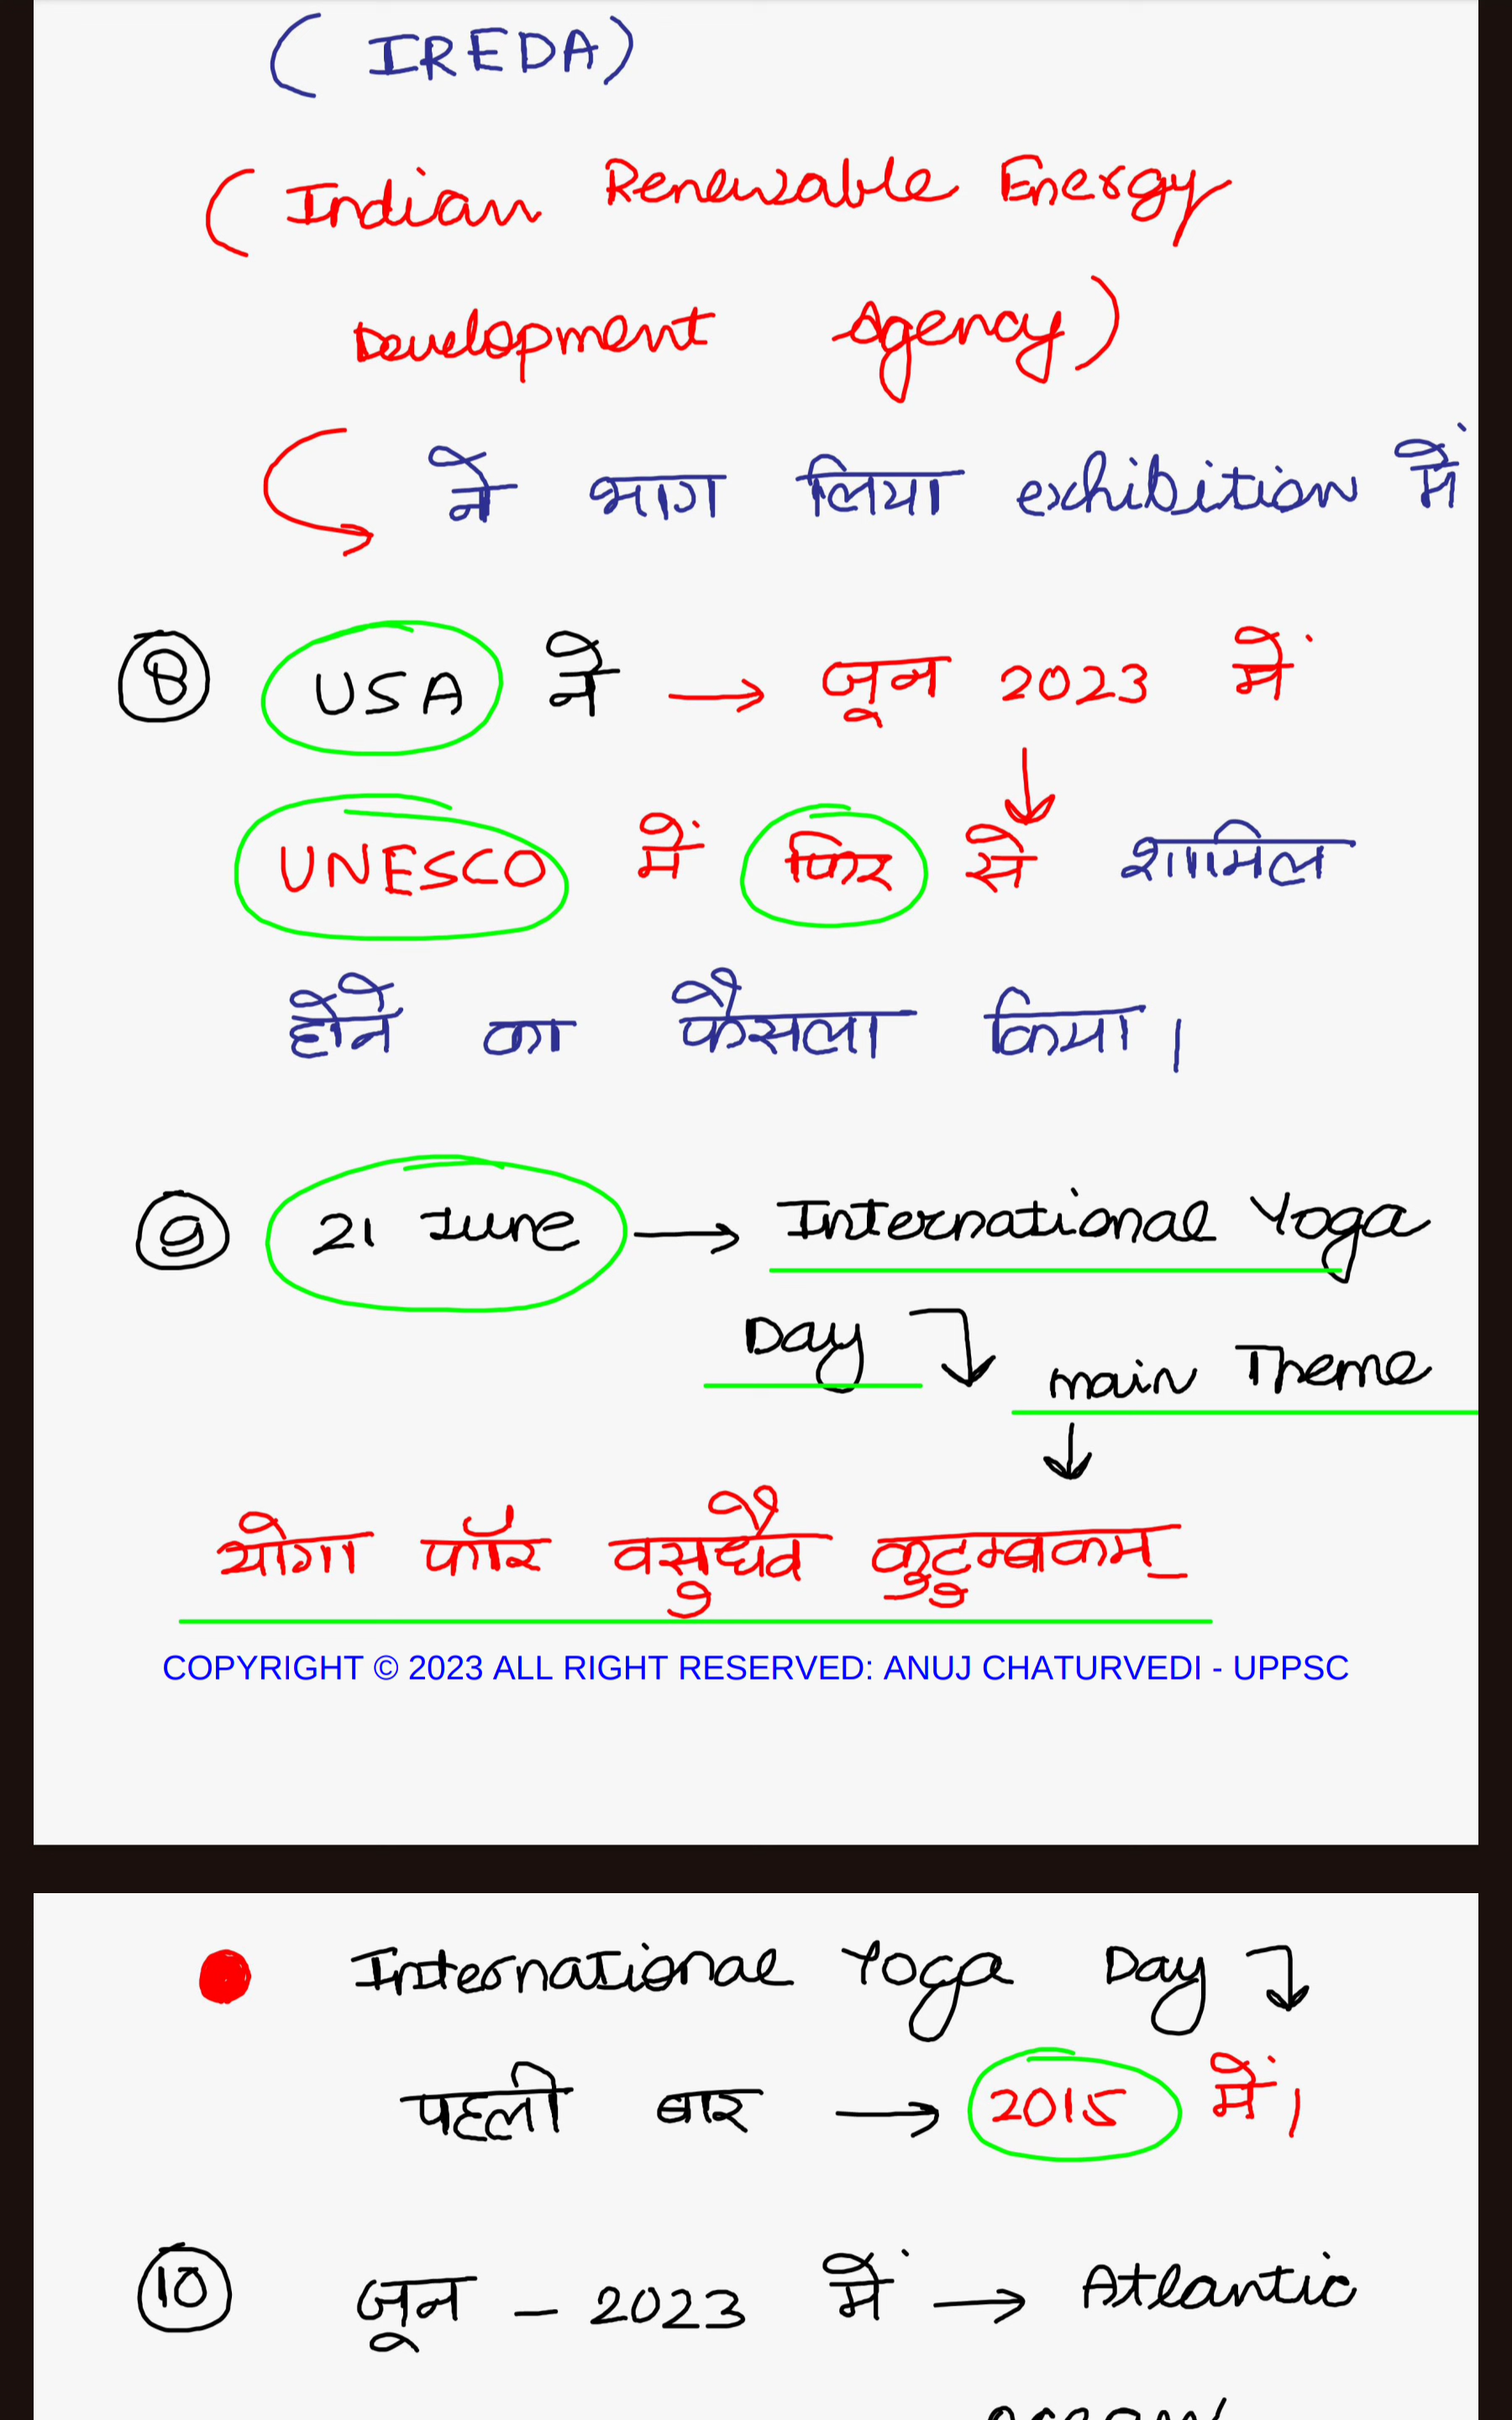 ( IREDA)
( Indian Renewable Energy
Development Agency)
ने भाग लिया exhibition में
8 USA ने → जून 2023 में
UNESCO में फिर से शामिल
होने का फैसला किया।
9 21 June → International Yoga
Day main Theme
योगा फॉर वसुधैव कुटुम्बकम्
COPYRIGHT © 2023 ALL RIGHT RESERVED: ANUJ CHATURVEDI - UPPSC
International Yoga Day
पहली बार → 2015 में।
10 जून - 2023 में → Atlantic